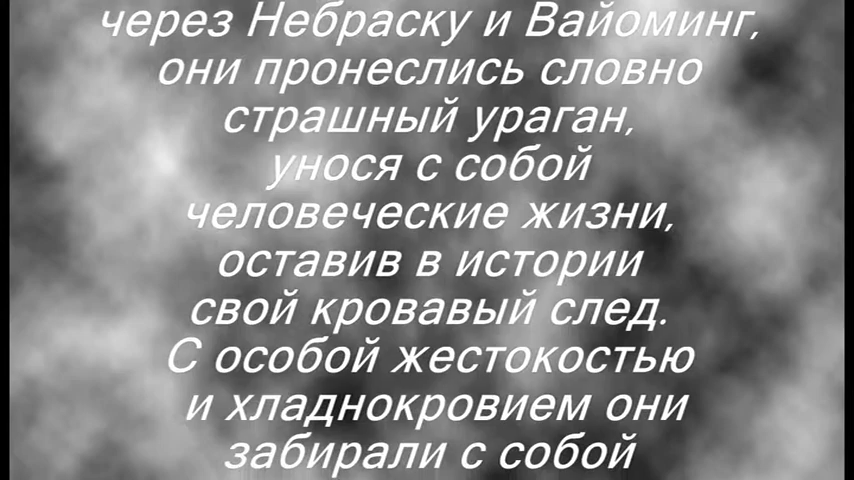 через Небраску и Вайоминг,
они пронеслись словно
страшный ураган,
унося с собой
человеческие жизни,
оставив в истории
свой кровавый след.
С особой жестокостью
и хладнокровием они
забирали с собой